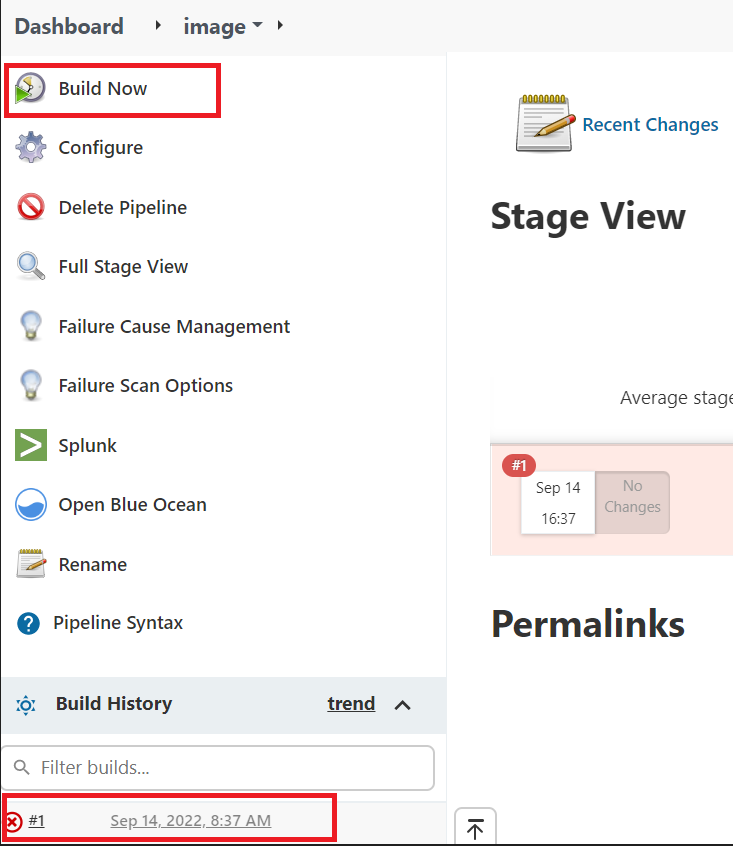 Dashboard
image
Build Now
Configure
Delete Pipeline
Full Stage View
Failure Cause Management
Failure Scan Options
Splunk
Open Blue Ocean
Rename
Pipeline Syntax
Build History trend
Filter builds...
#1 Sep 14, 2022, 8:37 AM
Recent Changes
Stage View
Average stage
#1
Sep 14
16:37
No
Changes
Permalinks